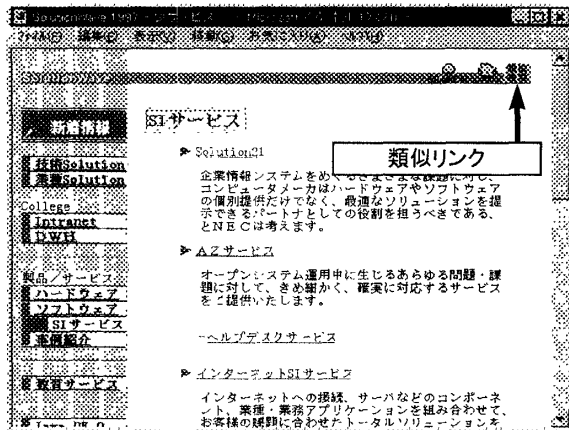 ファイル(F) 編集(E) 表示(V) 移動(G) お気に入り(A) ヘルプ(H)
新着情報
SIサービス
Solution21
類似リンク
企業情報システムをめぐるさまざまな課題に対し、
コンピュータメーカはハードウェアやソフトウェア
の個別提供だけでなく、最適なソリューションを提
示できるパートナとしての役割を担うべきである、
とNECは考えます。
技術Solution
業種Solution
College
Intranet
DWH
AZサービス
オープンシステム運用中に生じるあらゆる問題・課
題に対して、きめ細かく、確実に対応するサービス
をご提供いたします。
-ヘルプデスクサービス
製品/サービス
ハードウェア
ソフトウェア
SIサービス
事例紹介
教育サービス
インターネットSIサービス
インターネットへの接続、サーバなどのコンポーネ
ント、業種・業務アプリケーションを組み合わせて、
お客様の課題に合わせたトータルソリューションを